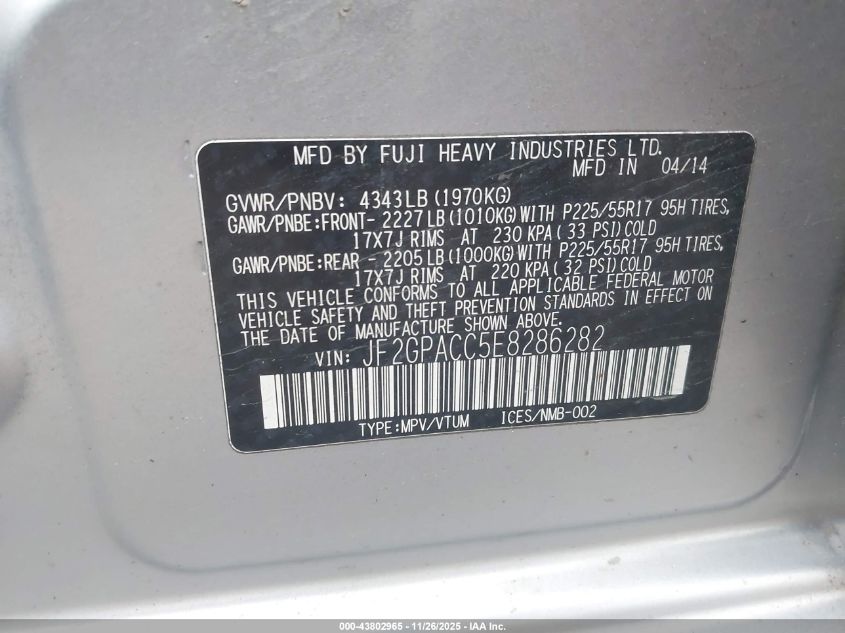 MFD BY FUJI HEAVY INDUSTRIES LTD.
MFD IN 04/14
GVWR/PNBV: 4343LB (1970KG)
GAWR/PNBE:FRONT- 2227 LB (1010KG) WITH P225/55R17 95H TIRES,
17X7J RIMS AT 230 KPA ( 33 PSI) COLD
GAWR/PNBE:REAR - 2205 LB (1000KG) WITH P225/55R17 95H TIRES,
17X7J RIMS AT 220 KPA ( 32 PSI) COLD
THIS VEHICLE CONFORMS TO ALL APPLICABLE FEDERAL MOTOR
VEHICLE SAFETY AND THEFT PREVENTION STANDARDS IN EFFECT ON
THE DATE OF MANUFACTURE SHOWN ABOVE.
VIN: JF2GPACC5E8286282
TYPE:MPV/VTUM ICES/NMB-002
000-43802965 - 11/26/2025 - IAA Inc.